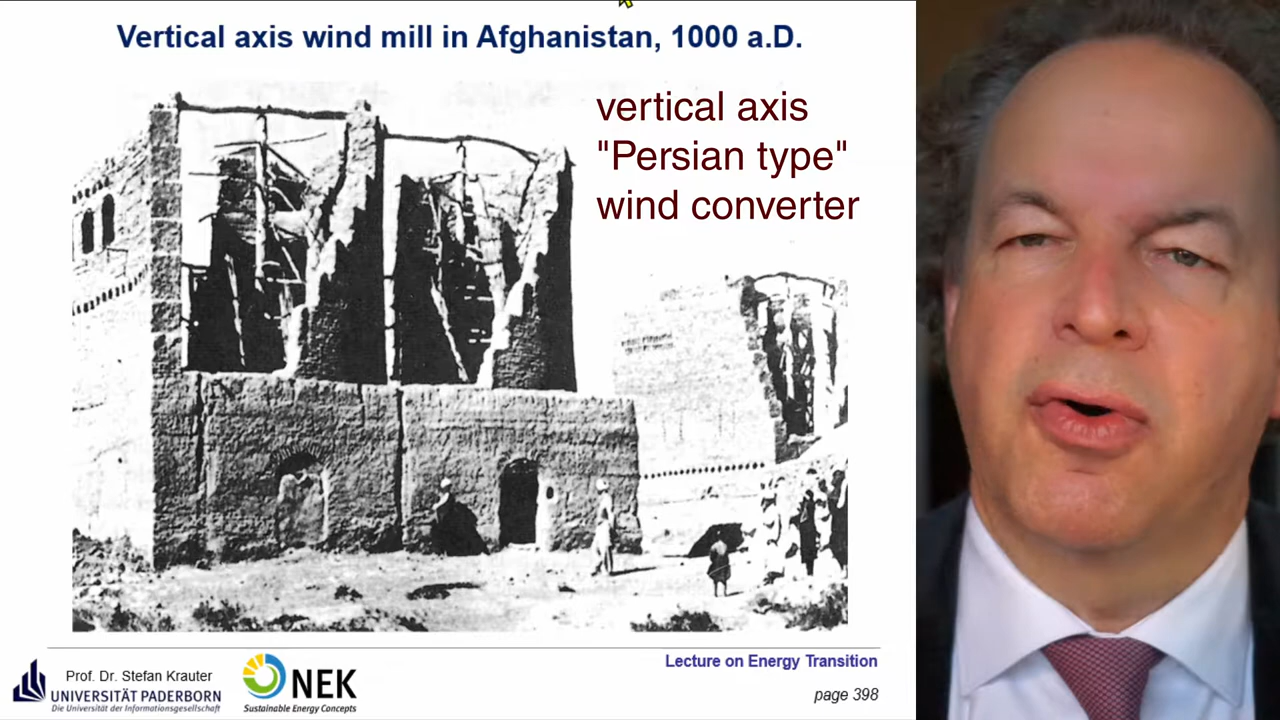 Vertical axis wind mill in Afghanistan, 1000 a.D.
vertical axis
"Persian type"
wind converter
Prof. Dr. Stefan Krauter
UNIVERSITÄT PADERBORN
Die Universität der Informationsgesellschaft
NEK
Sustainable Energy Concepts
Lecture on Energy Transition
page 398